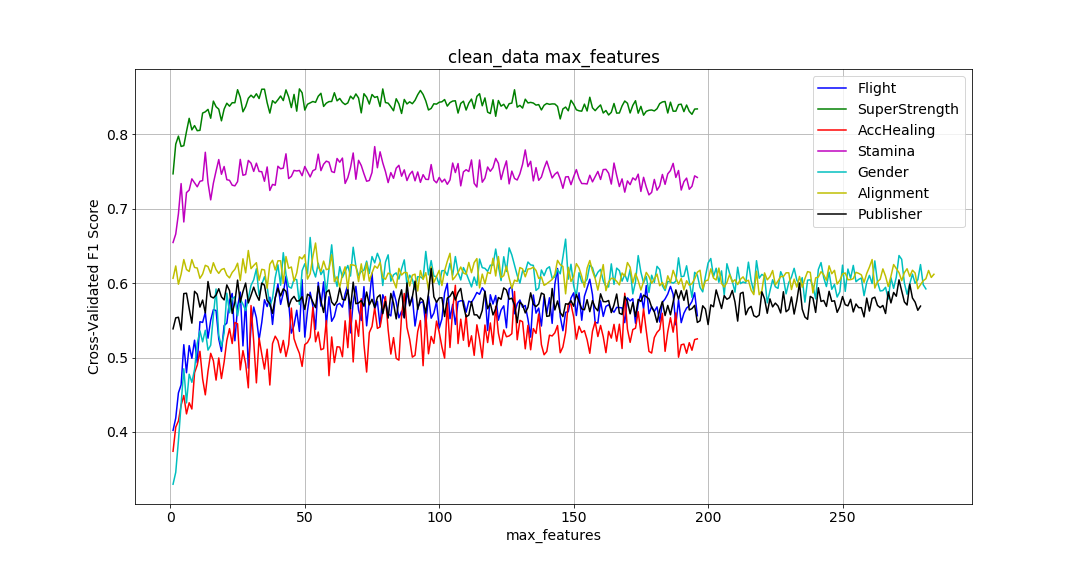 clean_data max_features
Flight
SuperStrength
AccHealing
Stamina
Gender
Alignment
Publisher
Cross-Validated F1 Score
0.8
0.7
0.6
0.5
0.4
0 50 100 150 200 250
max_features